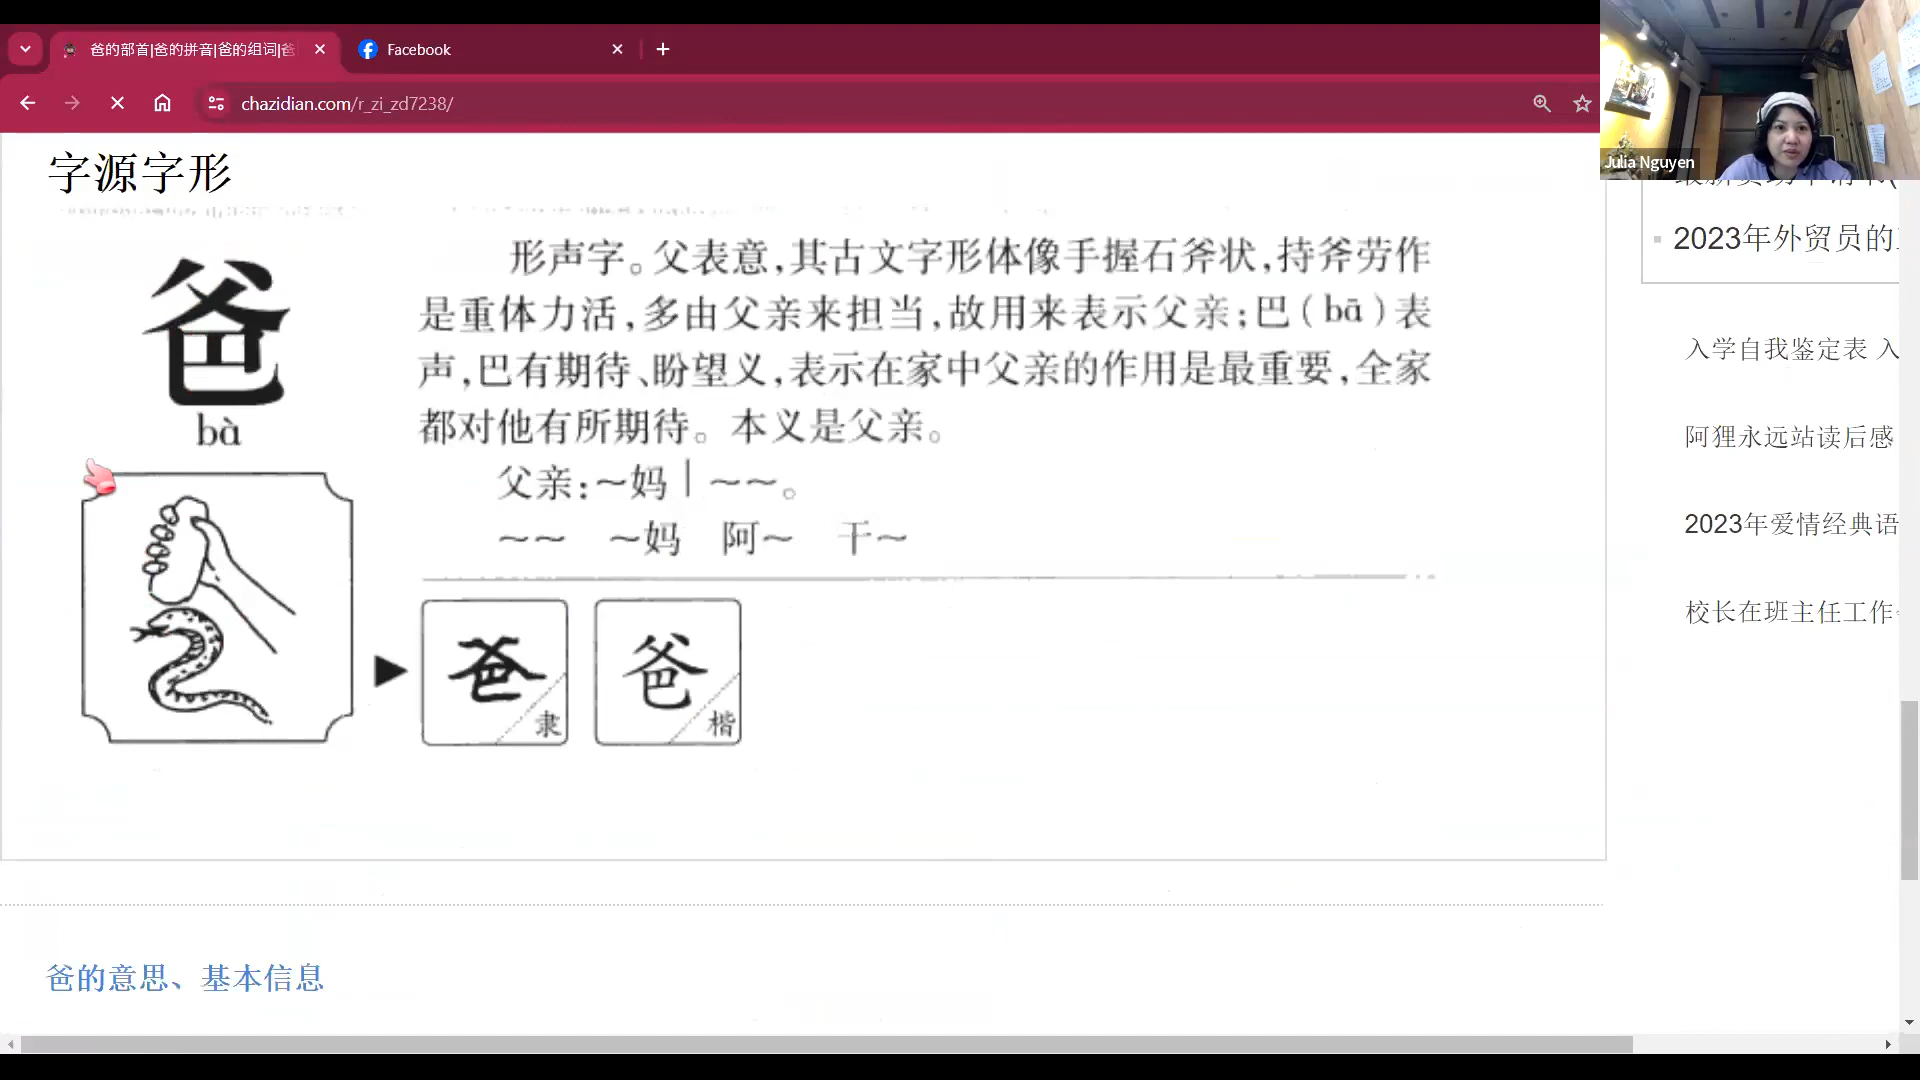 爸的部首|爸的拼音|爸的组词|爸
Facebook
chazidian.com/r_zi_zd7238/
Julia Nguyen
字源字形
爸
bà
形声字。父表意,其古文字形体像手握石斧状,持斧劳作
是重体力活,多由父亲来担当,故用来表示父亲;巴(bā)表
声,巴有期待、盼望义,表示在家中父亲的作用是最重要,全家
都对他有所期待。本义是父亲。
父亲:～妈|～～。
～～ ～妈 阿～ 干～
爸 隶
爸 楷
2023年外贸员的
入学自我鉴定表 入
阿狸永远站读后感
2023年爱情经典语
校长在班主任工作
爸的意思、基本信息